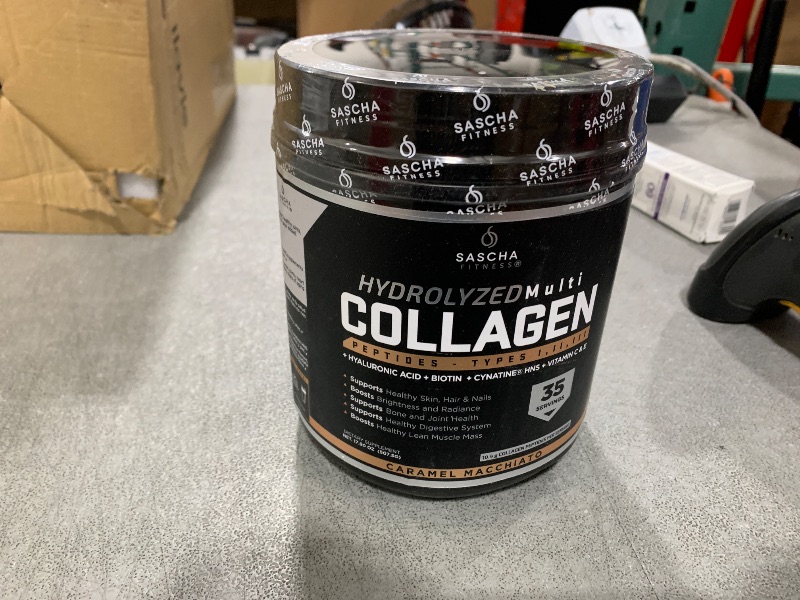 SASCHA
FITNESS
SASCHA
FITNESS
SASCHA
FITNESS
SASCHA
FITNESS
SASCHA
FITNESS
SASCHA
FITNESS
SASCHA
FITNESS®
HYDROLYZED Multi
COLLAGEN
PEPTIDES - TYPES I, II, III
+ HYALURONIC ACID + BIOTIN + CYNATINE® HNS + VITAMIN C & E
Supports Healthy Skin, Hair & Nails
Boosts Brightness and Radiance
Supports Bone and Joint Health
Supports Healthy Digestive System
Boosts Healthy Lean Muscle Mass
35
SERVINGS
DIETARY SUPPLEMENT
CARAMEL MACCHIATO